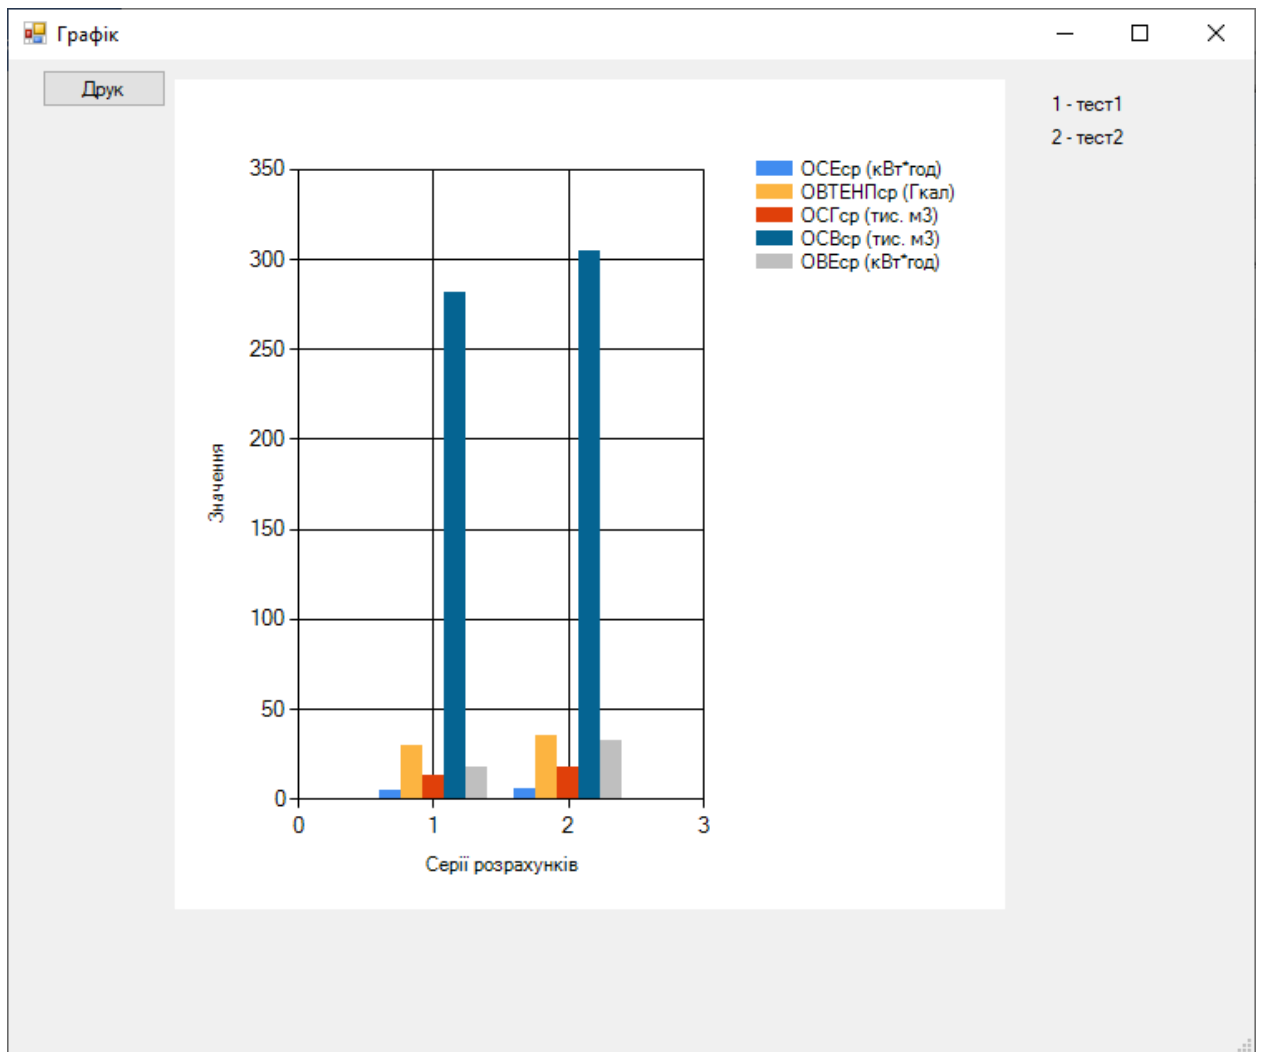 Графік
Друк
1 - тест1
2 - тест2
350
300
250
200
150
100
50
0
Значення
0 1 2 3
Серії розрахунків
ОСЕср (кВт*год)
ОВТЕНПср (Гкал)
ОСГср (тис. м3)
ОСВср (тис. м3)
ОВЕср (кВт*год)